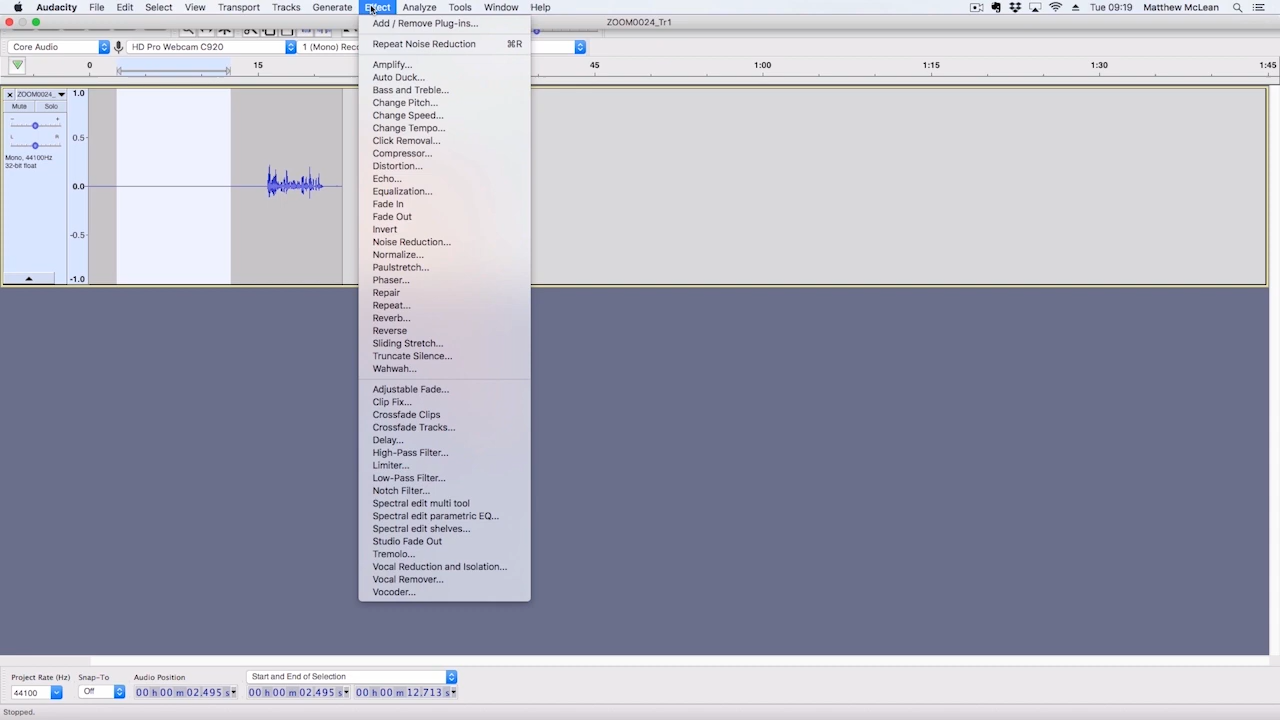 Audacity File Edit Select View Transport Tracks Generate Effect Analyze Tools Window Help Tue 09:19 Matthew McLean
ZOOM0024_Tr1
Core Audio HD Pro Webcam C920 1 (Mono) Rec
0 15 45 1:00 1:15 1:45
ZOOM0024_
Mute Solo
- +
L R
Mono, 44100Hz
32-bit float
1.0
0.5
0.0
-0.5
-1.0
Add / Remove Plug-ins...
Repeat Noise Reduction ⌘R
Amplify...
Auto Duck...
Bass and Treble...
Change Pitch...
Change Speed...
Change Tempo...
Click Removal...
Compressor...
Distortion...
Echo...
Equalization...
Fade In
Fade Out
Invert
Noise Reduction...
Normalize...
Paulstretch...
Phaser...
Repair
Repeat...
Reverb...
Reverse
Sliding Stretch...
Truncate Silence...
Wahwah...
Adjustable Fade...
Clip Fix...
Crossfade Clips
Crossfade Tracks...
Delay...
High-Pass Filter...
Limiter...
Low-Pass Filter...
Notch Filter...
Spectral edit multi tool
Spectral edit parametric EQ...
Spectral edit shelves...
Studio Fade Out
Tremolo...
Vocal Reduction and Isolation...
Vocal Remover...
Vocoder...
Project Rate (Hz) Snap-To Audio Position Start and End of Selection
44100 Off 00 h 00 m 02.495 s 00 h 00 m 02.495 s 00 h 00 m 12.713 s
Stopped.